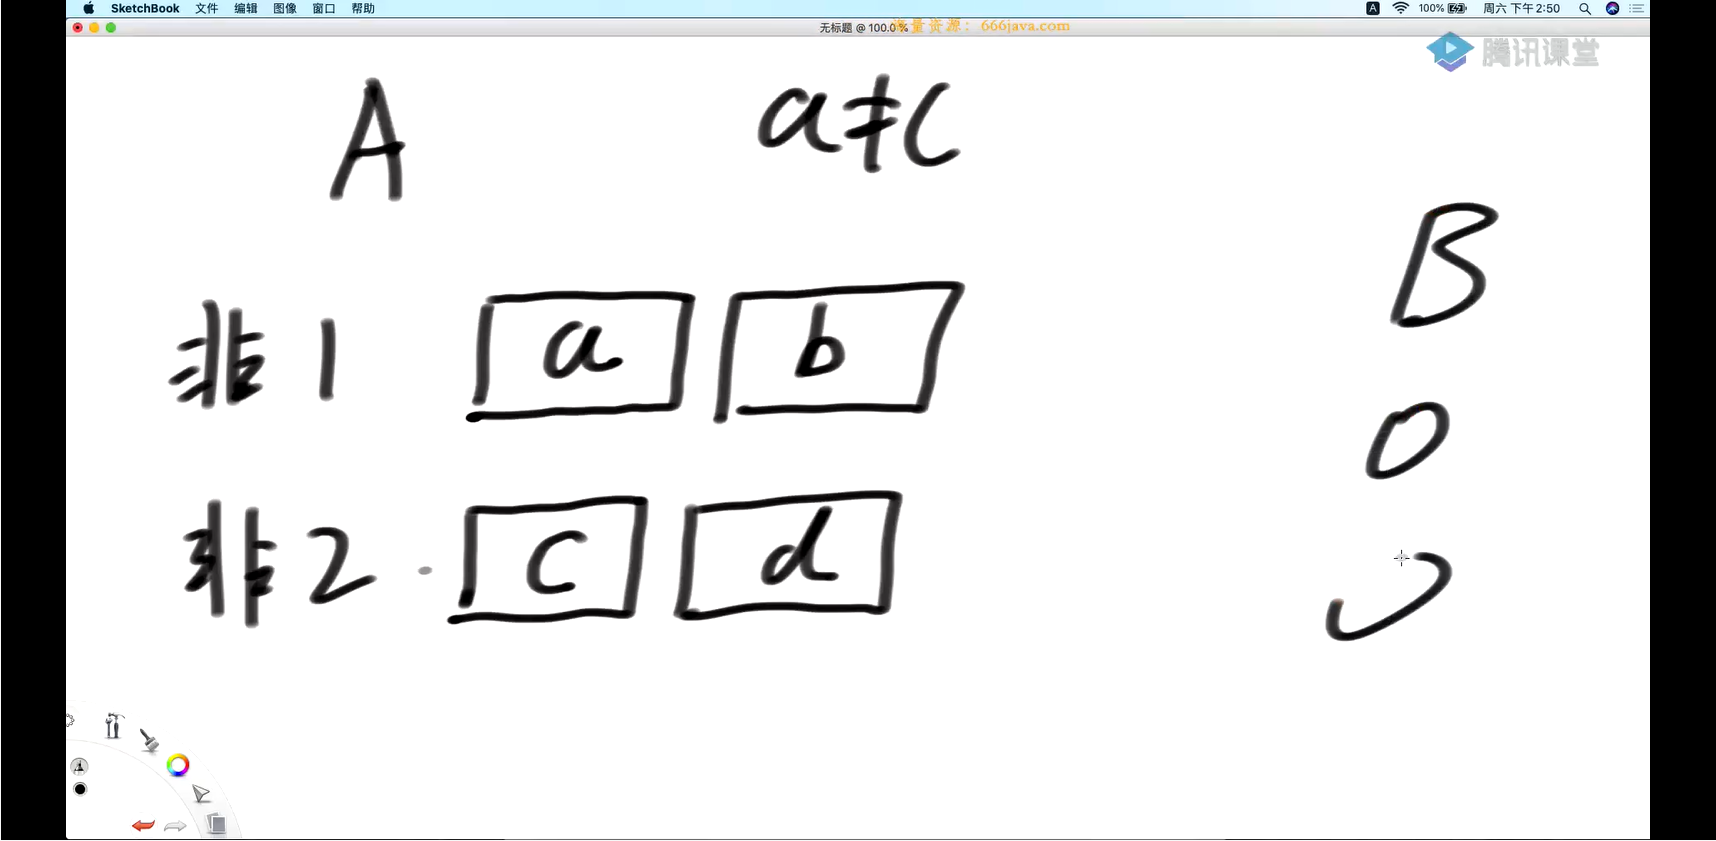 SketchBook 文件 编辑 图像 窗口 帮助 A 100% 周六 下午2:50
无标题 @ 100.0 %
海量资源：666java.com
腾讯课堂
A a≠c
B
非1 a b
0
非2 c d